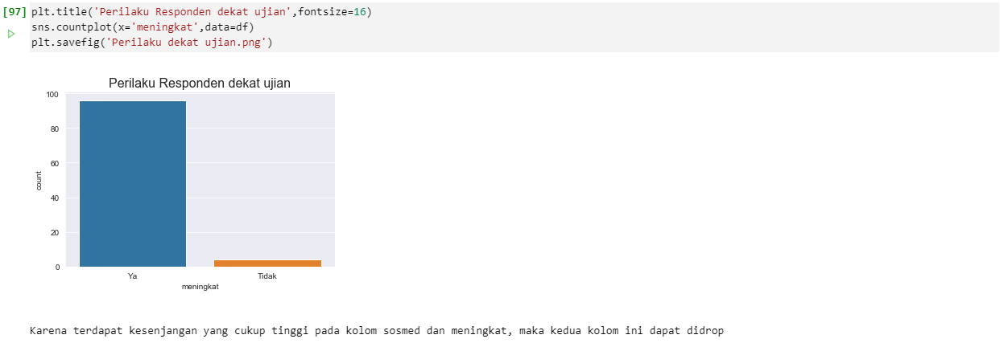 [97] plt.title('Perilaku Responden dekat ujian',fontsize=16)
sns.countplot(x='meningkat',data=df)
plt.savefig('Perilaku dekat ujian.png')
Perilaku Responden dekat ujian
100
80
60
40
20
0
count
Ya Tidak
meningkat
Karena terdapat kesenjangan yang cukup tinggi pada kolom sosmed dan meningkat, maka kedua kolom ini dapat didrop